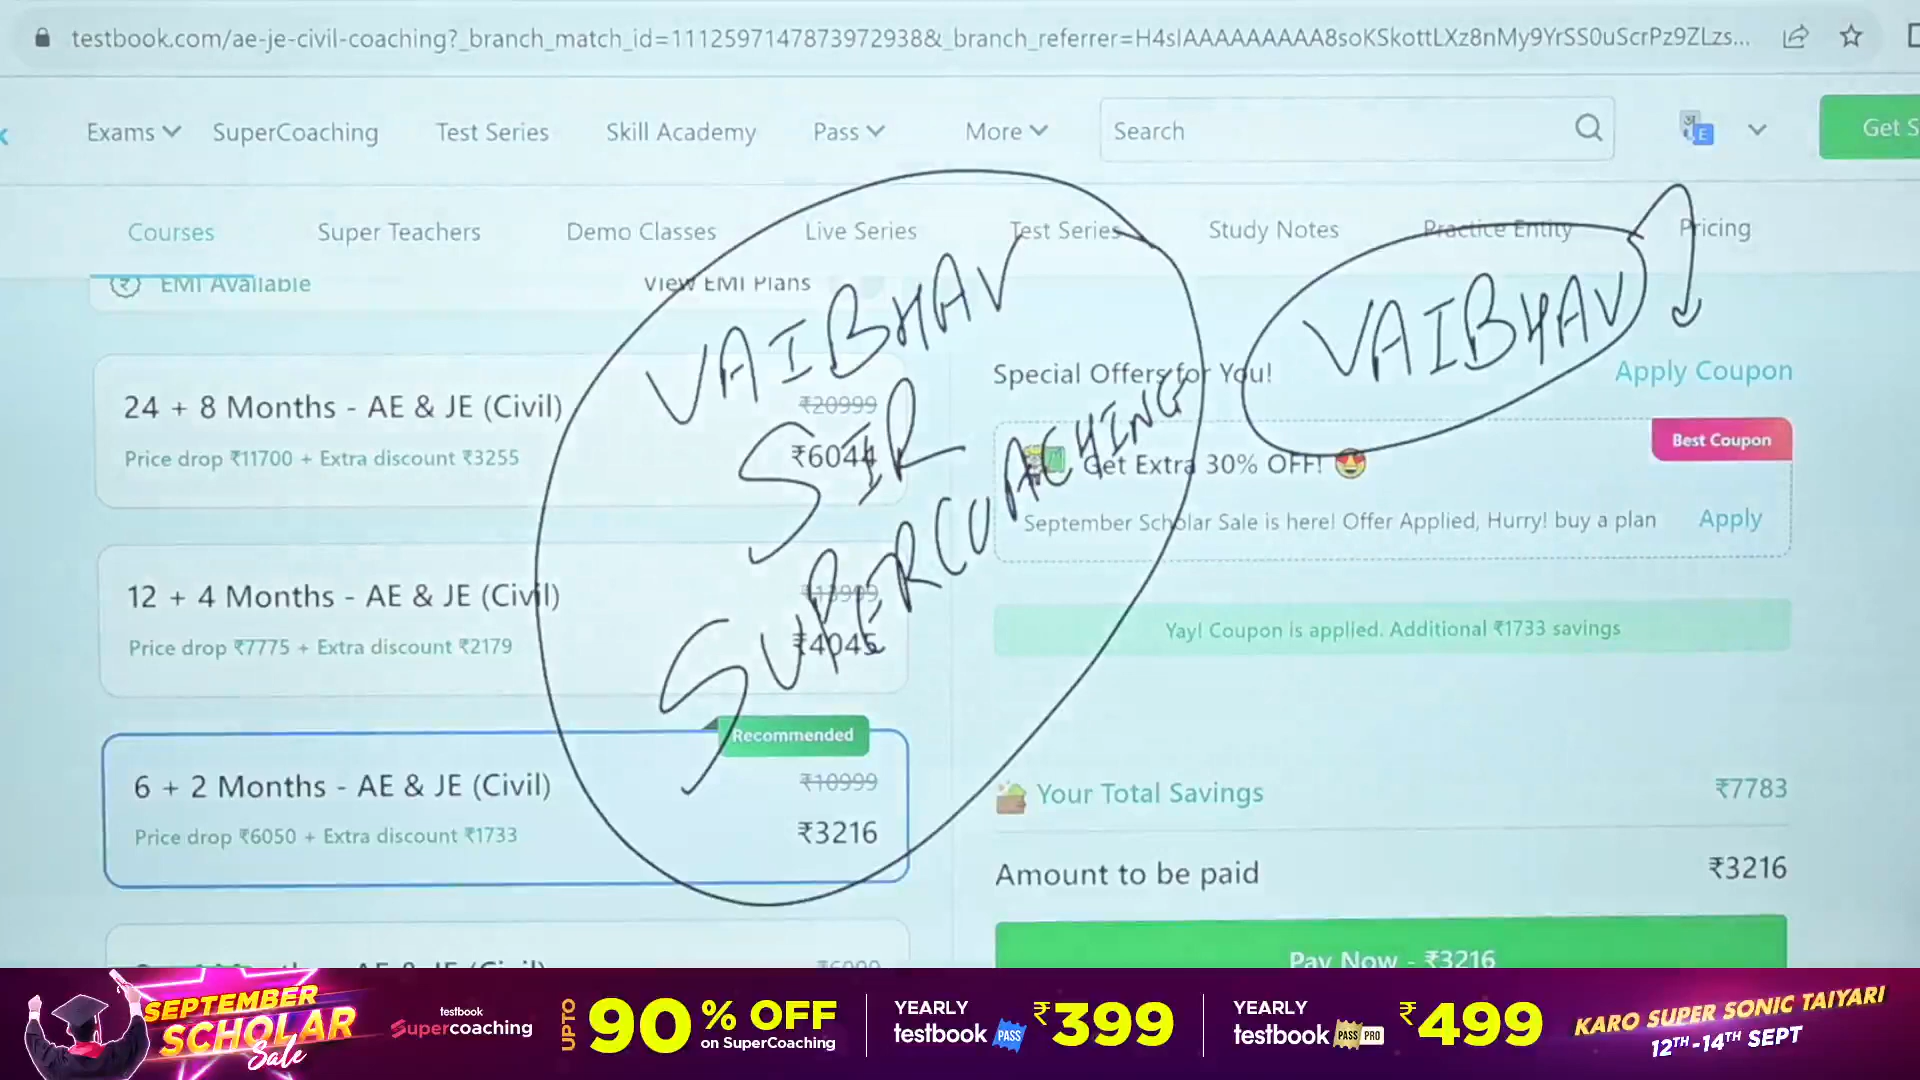 testbook.com/ae-je-civil-coaching?_branch_match_id=1112597147873972938&_branch_referrer=H4sIAAAAAAAAA8soKSkottLXz8nMy9YrSS0uScrPz9ZLzs...
Exams SuperCoaching Test Series Skill Academy Pass More Search Get S
Courses Super Teachers Demo Classes Live Series Test Series Study Notes Practice Entity Pricing
EMI Available View EMI Plans
VAIBHAV
SIR
SUPERCOACHING
VAIBHAV
24 + 8 Months - AE & JE (Civil) ₹20999
Price drop ₹11700 + Extra discount ₹3255 ₹6044
12 + 4 Months - AE & JE (Civil) ₹13999
Price drop ₹7775 + Extra discount ₹2179 ₹4045
Recommended
6 + 2 Months - AE & JE (Civil) ₹10999
Price drop ₹6050 + Extra discount ₹1733 ₹3216
Special Offers for You! Apply Coupon
Best Coupon
Get Extra 30% OFF!
September Scholar Sale is here! Offer Applied, Hurry! buy a plan Apply
Yay! Coupon is applied. Additional ₹1733 savings
Your Total Savings ₹7783
Amount to be paid ₹3216
Pay Now - ₹3216
SEPTEMBER
SCHOLAR
Sale
testbook
Supercoaching
UPTO 90% OFF
on SuperCoaching
YEARLY
testbook PASS ₹399
YEARLY
testbook PASS PRO ₹499
KARO SUPER SONIC TAIYARI
12TH-14TH SEPT